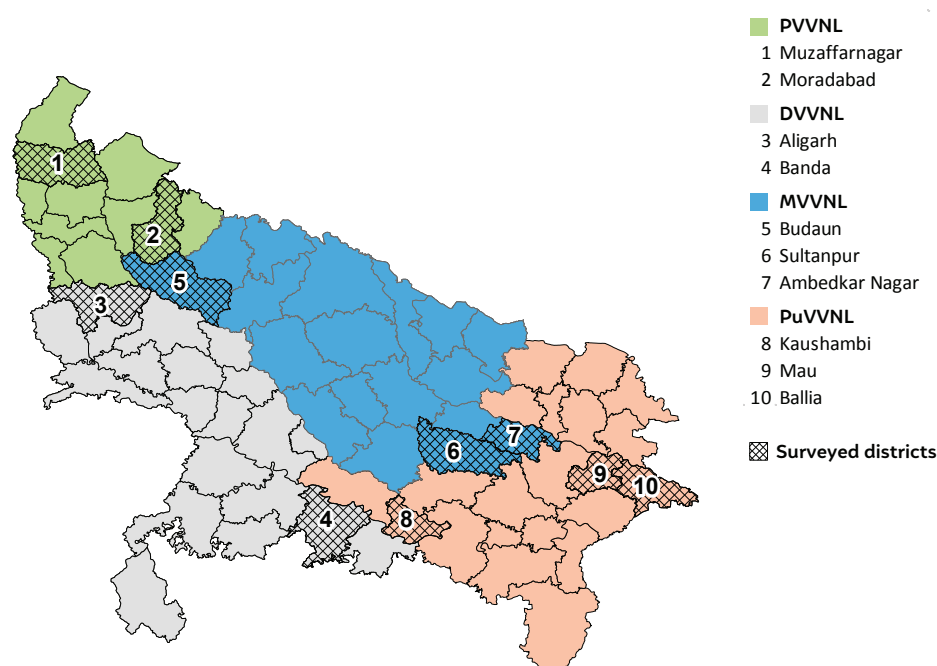 PVVNL
1 Muzaffarnagar
2 Moradabad
DVVNL
3 Aligarh
4 Banda
MVVNL
5 Budaun
6 Sultanpur
7 Ambedkar Nagar
PuVVNL
8 Kaushambi
9 Mau
10 Ballia
Surveyed districts
1
2
5
3
7
6
9
10
4
8